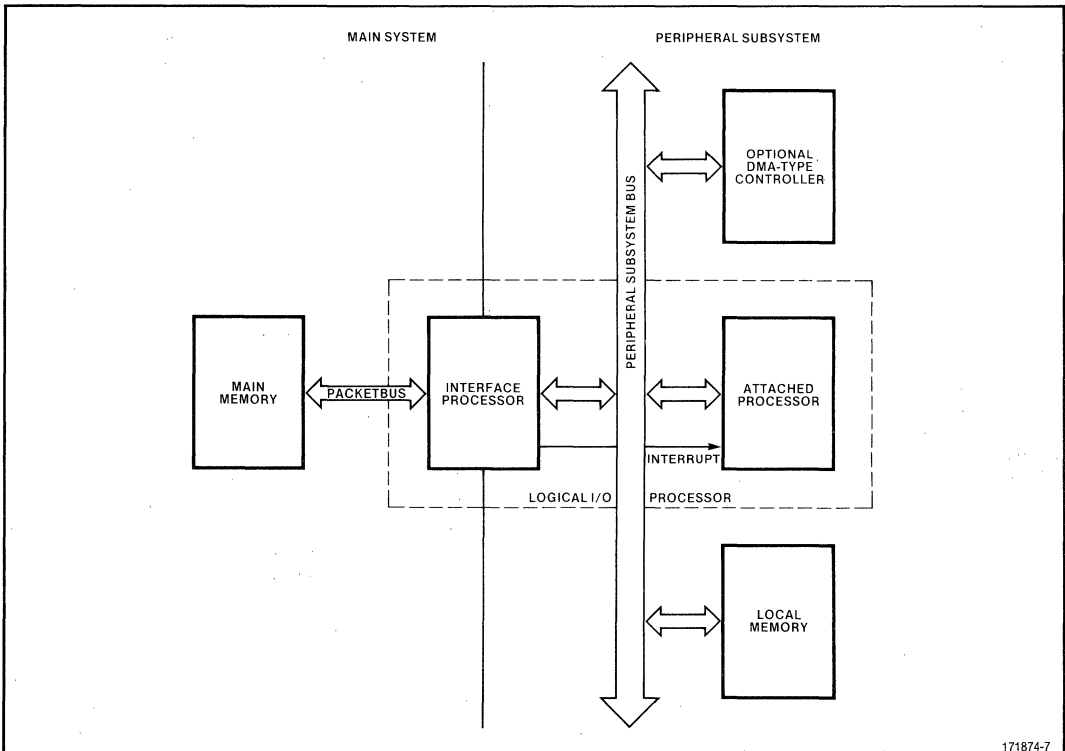 MAIN SYSTEM
PERIPHERAL SUBSYSTEM
OPTIONAL
DMA-TYPE
CONTROLLER
PERIPHERAL SUBSYSTEM BUS
MAIN
MEMORY
PACKETBUS
INTERFACE
PROCESSOR
ATTACHED
PROCESSOR
INTERRUPT
LOGICAL I/O PROCESSOR
LOCAL
MEMORY
171874-7